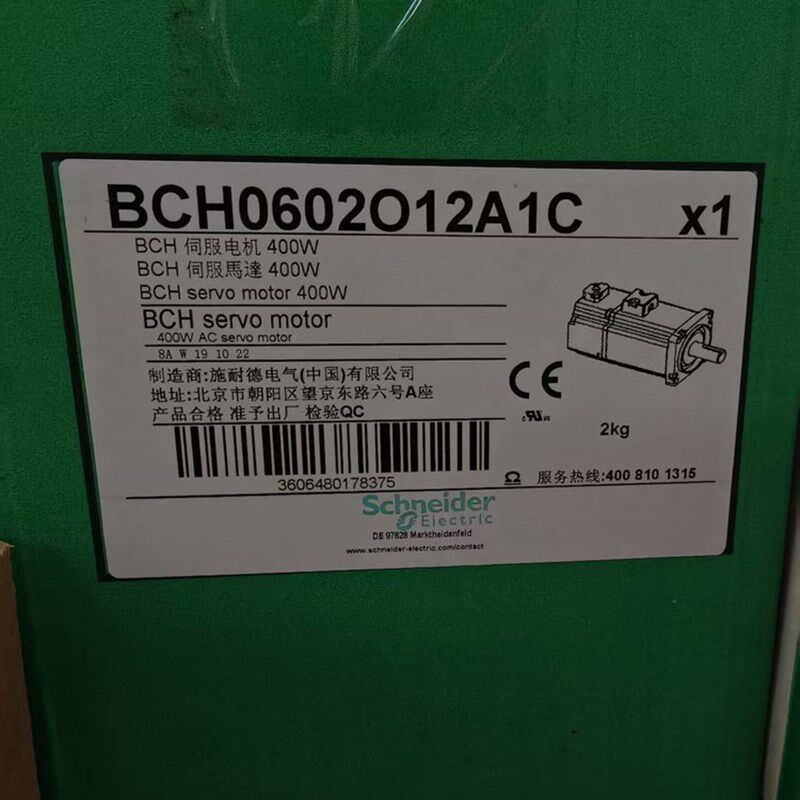 BCH0602O12A1C x1
BCH 伺服电机 400W
BCH 伺服馬達 400W
BCH servo motor 400W
BCH servo motor
400W AC servo motor
8A W 19 10 22
制造商:施耐德电气(中国)有限公司
地址:北京市朝阳区望京东路六号A座
产品合格 准予出厂 检验QC
CE
c UL us
2kg
3606480178375
Ω 服务热线:400 810 1315
Schneider
Electric
DE 97828 Marktheidenfeld
www.schneider-electric.com/contact